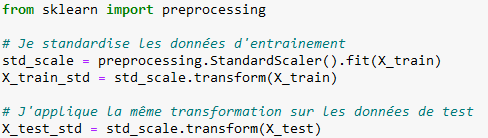 from sklearn import preprocessing
# Je standardise les données d'entrainement
std_scale = preprocessing.StandardScaler().fit(X_train)
X_train_std = std_scale.transform(X_train)
# J'applique la même transformation sur les données de test
X_test_std = std_scale.transform(X_test)